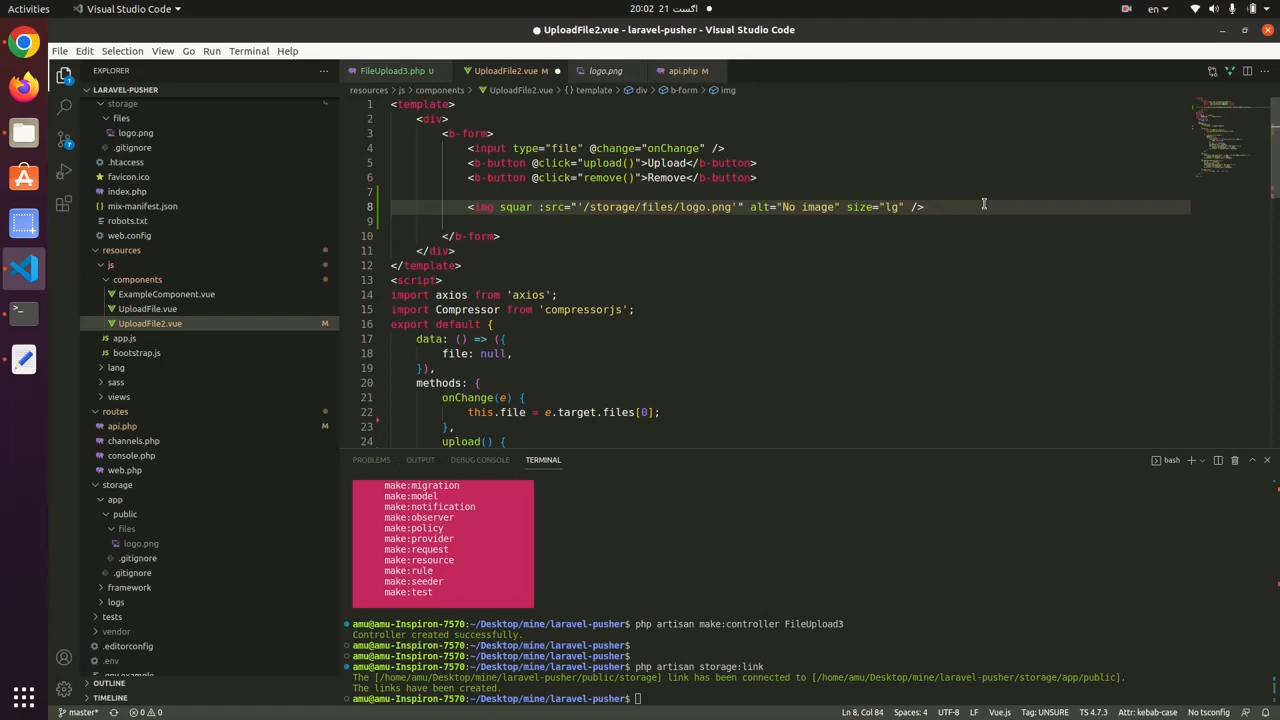 Activities
Visual Studio Code
20:02 21 اگست
en
UploadFile2.vue - laravel-pusher - Visual Studio Code
File Edit Selection View Go Run Terminal Help
EXPLORER
LARAVEL-PUSHER
storage
files
logo.png
.gitignore
.htaccess
favicon.ico
index.php
mix-manifest.json
robots.txt
web.config
resources
js
components
ExampleComponent.vue
UploadFile.vue
UploadFile2.vue M
app.js
bootstrap.js
lang
sass
views
routes
api.php M
channels.php
console.php
web.php
storage
app
public
files
logo.png
.gitignore
.gitignore
framework
logs
tests
vendor
.editorconfig
.env
OUTLINE
TIMELINE
FileUpload3.php U
UploadFile2.vue M
logo.png
api.php M
resources > js > components > UploadFile2.vue > {} template > div > b-form > img
1 <template>
2 <div>
3 <b-form>
4 <input type="file" @change="onChange" />
5 <b-button @click="upload()">Upload</b-button>
6 <b-button @click="remove()">Remove</b-button>
7
8 <img squar :src="'/storage/files/logo.png'" alt="No image" size="lg" />
9
10 </b-form>
11 </div>
12 </template>
13 <script>
14 import axios from 'axios';
15 import Compressor from 'compressorjs';
16 export default {
17 data: () => ({
18 file: null,
19 }),
20 methods: {
21 onChange(e) {
22 this.file = e.target.files[0];
23 },
24 upload() {
PROBLEMS OUTPUT DEBUG CONSOLE TERMINAL
bash
make:migration
make:model
make:notification
make:observer
make:policy
make:provider
make:request
make:resource
make:rule
make:seeder
make:test
amu@amu-Inspiron-7570:~/Desktop/mine/laravel-pusher$ php artisan make:controller FileUpload3
Controller created successfully.
amu@amu-Inspiron-7570:~/Desktop/mine/laravel-pusher$
amu@amu-Inspiron-7570:~/Desktop/mine/laravel-pusher$
amu@amu-Inspiron-7570:~/Desktop/mine/laravel-pusher$ php artisan storage:link
The [/home/amu/Desktop/mine/laravel-pusher/public/storage] link has been connected to [/home/amu/Desktop/mine/laravel-pusher/storage/app/public].
The links have been created.
amu@amu-Inspiron-7570:~/Desktop/mine/laravel-pusher$
master* 0 0 Ln 8, Col 84 Spaces: 4 UTF-8 LF Vue.js Tag: UNSURE TS 4.7.3 Attr: kebab-case No tsconfig